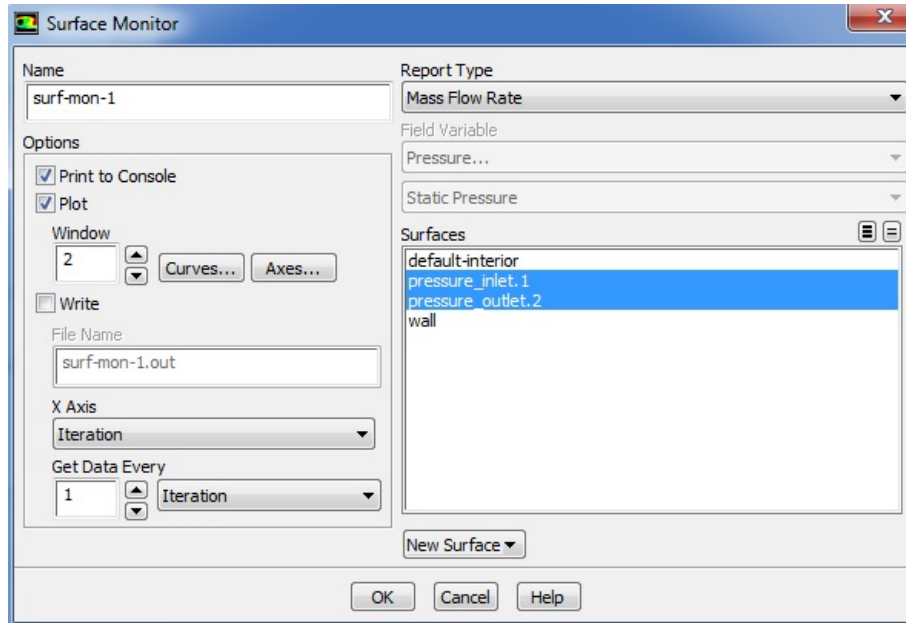 Surface Monitor
Name
surf-mon-1
Options
Print to Console
Plot
Window
2
Curves...
Axes...
Write
File Name
surf-mon-1.out
X Axis
Iteration
Get Data Every
1
Iteration
Report Type
Mass Flow Rate
Field Variable
Pressure...
Static Pressure
Surfaces
default-interior
pressure_inlet.1
pressure_outlet.2
wall
New Surface
OK
Cancel
Help